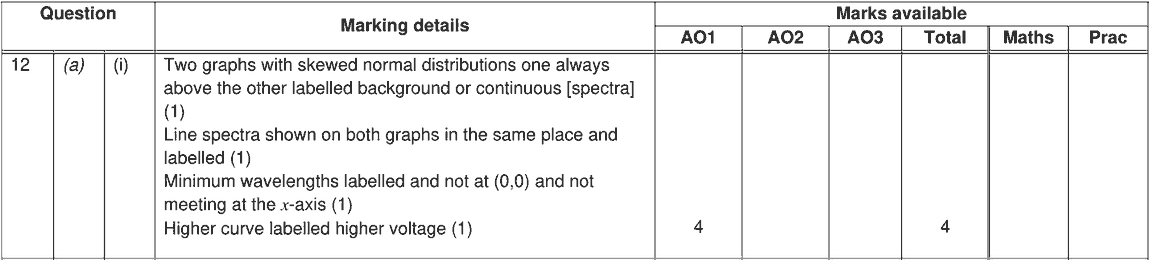 Question Marking details Marks available
AO1 AO2 AO3 Total Maths Prac
12 (a) (i) Two graphs with skewed normal distributions one always
above the other labelled background or continuous [spectra]
(1)
Line spectra shown on both graphs in the same place and
labelled (1)
Minimum wavelengths labelled and not at (0,0) and not
meeting at the x-axis (1)
Higher curve labelled higher voltage (1) 4 4